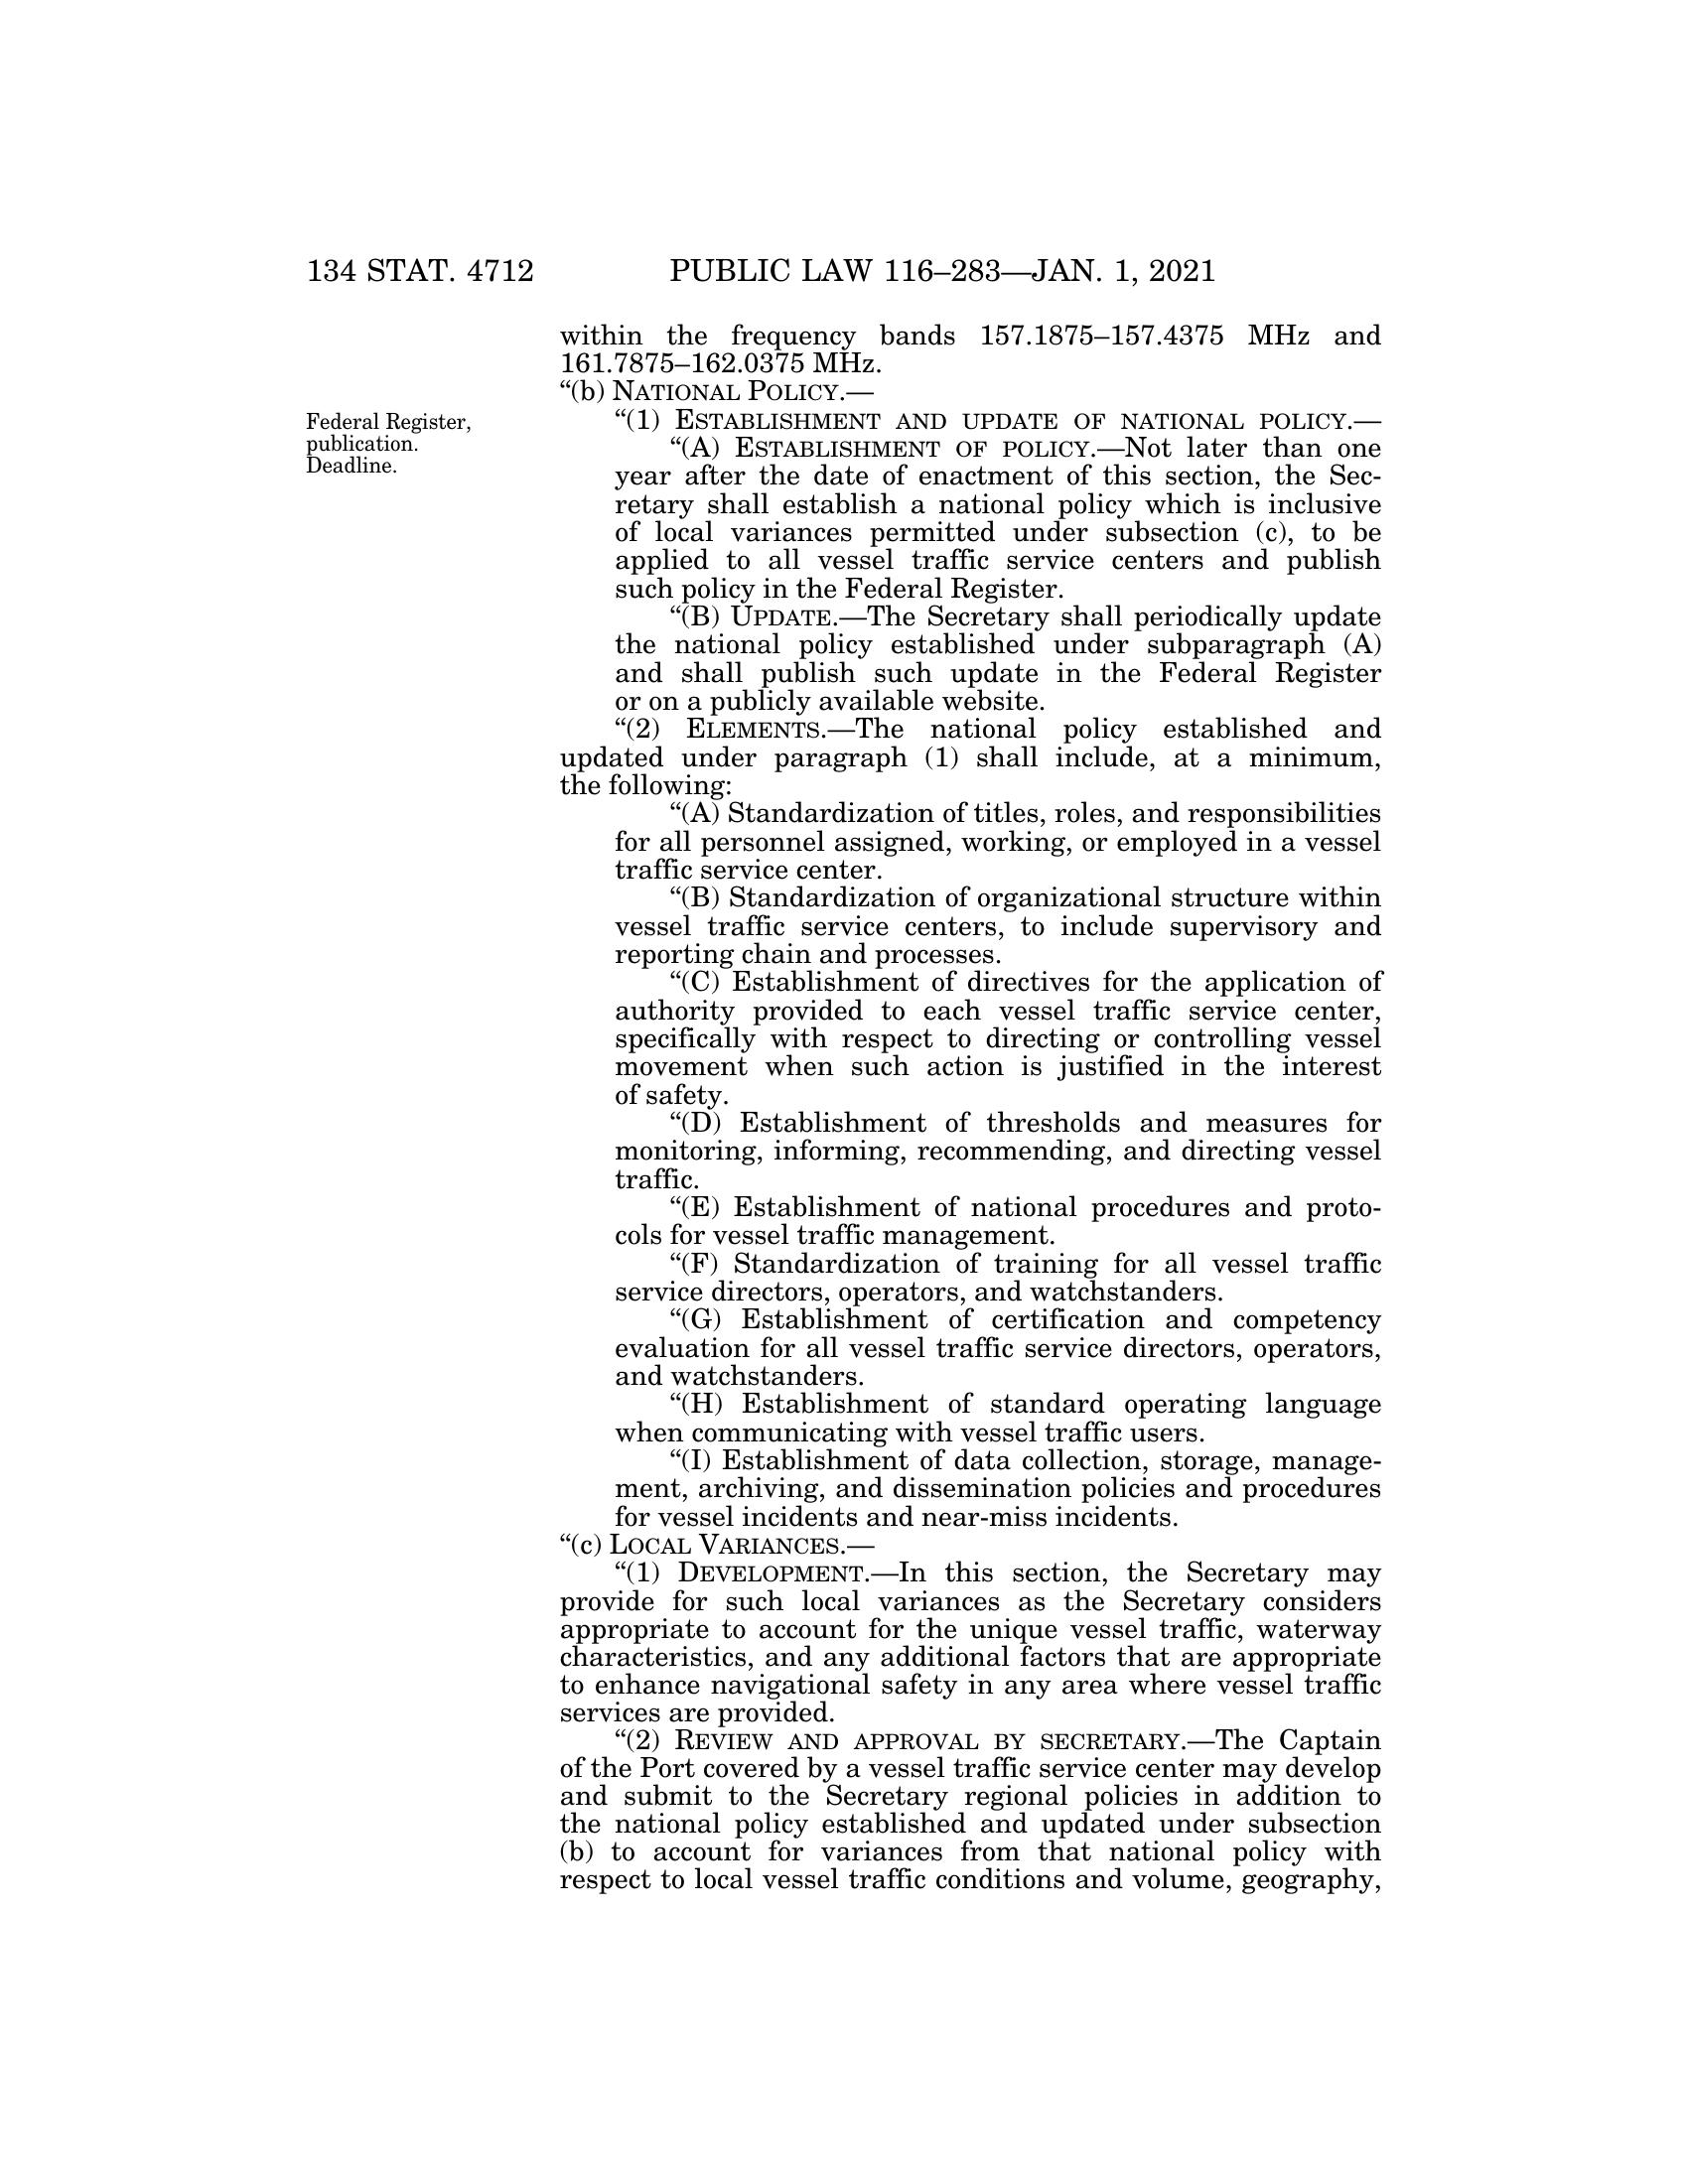 134 STAT. 4712 PUBLIC LAW 116–283—JAN. 1, 2021
within the frequency bands 157.1875–157.4375 MHz and
161.7875–162.0375 MHz.
“(b) NATIONAL POLICY.—
Federal Register,
publication.
Deadline.
“(1) ESTABLISHMENT AND UPDATE OF NATIONAL POLICY.—
“(A) ESTABLISHMENT OF POLICY.—Not later than one
year after the date of enactment of this section, the Sec-
retary shall establish a national policy which is inclusive
of local variances permitted under subsection (c), to be
applied to all vessel traffic service centers and publish
such policy in the Federal Register.
“(B) UPDATE.—The Secretary shall periodically update
the national policy established under subparagraph (A)
and shall publish such update in the Federal Register
or on a publicly available website.
“(2) ELEMENTS.—The national policy established and
updated under paragraph (1) shall include, at a minimum,
the following:
“(A) Standardization of titles, roles, and responsibilities
for all personnel assigned, working, or employed in a vessel
traffic service center.
“(B) Standardization of organizational structure within
vessel traffic service centers, to include supervisory and
reporting chain and processes.
“(C) Establishment of directives for the application of
authority provided to each vessel traffic service center,
specifically with respect to directing or controlling vessel
movement when such action is justified in the interest
of safety.
“(D) Establishment of thresholds and measures for
monitoring, informing, recommending, and directing vessel
traffic.
“(E) Establishment of national procedures and proto-
cols for vessel traffic management.
“(F) Standardization of training for all vessel traffic
service directors, operators, and watchstanders.
“(G) Establishment of certification and competency
evaluation for all vessel traffic service directors, operators,
and watchstanders.
“(H) Establishment of standard operating language
when communicating with vessel traffic users.
“(I) Establishment of data collection, storage, manage-
ment, archiving, and dissemination policies and procedures
for vessel incidents and near-miss incidents.
“(c) LOCAL VARIANCES.—
“(1) DEVELOPMENT.—In this section, the Secretary may
provide for such local variances as the Secretary considers
appropriate to account for the unique vessel traffic, waterway
characteristics, and any additional factors that are appropriate
to enhance navigational safety in any area where vessel traffic
services are provided.
“(2) REVIEW AND APPROVAL BY SECRETARY.—The Captain
of the Port covered by a vessel traffic service center may develop
and submit to the Secretary regional policies in addition to
the national policy established and updated under subsection
(b) to account for variances from that national policy with
respect to local vessel traffic conditions and volume, geography,